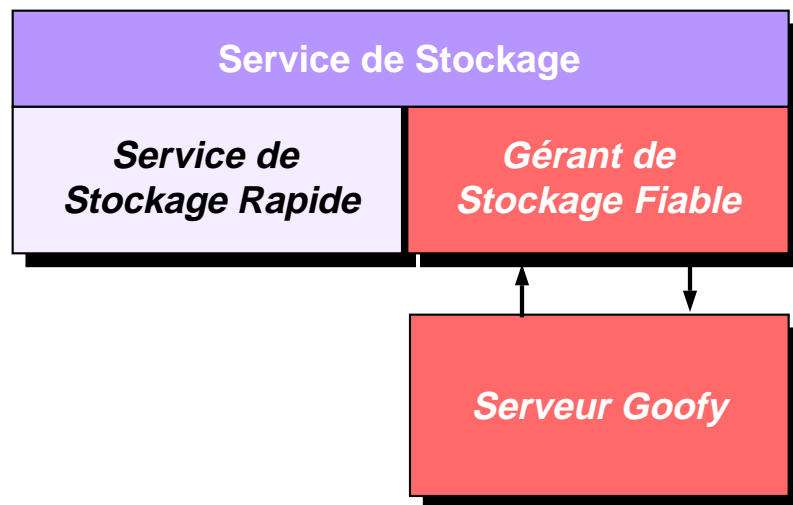 Service de Stockage
Service de
Stockage Rapide
Gérant de
Stockage Fiable
Serveur Goofy